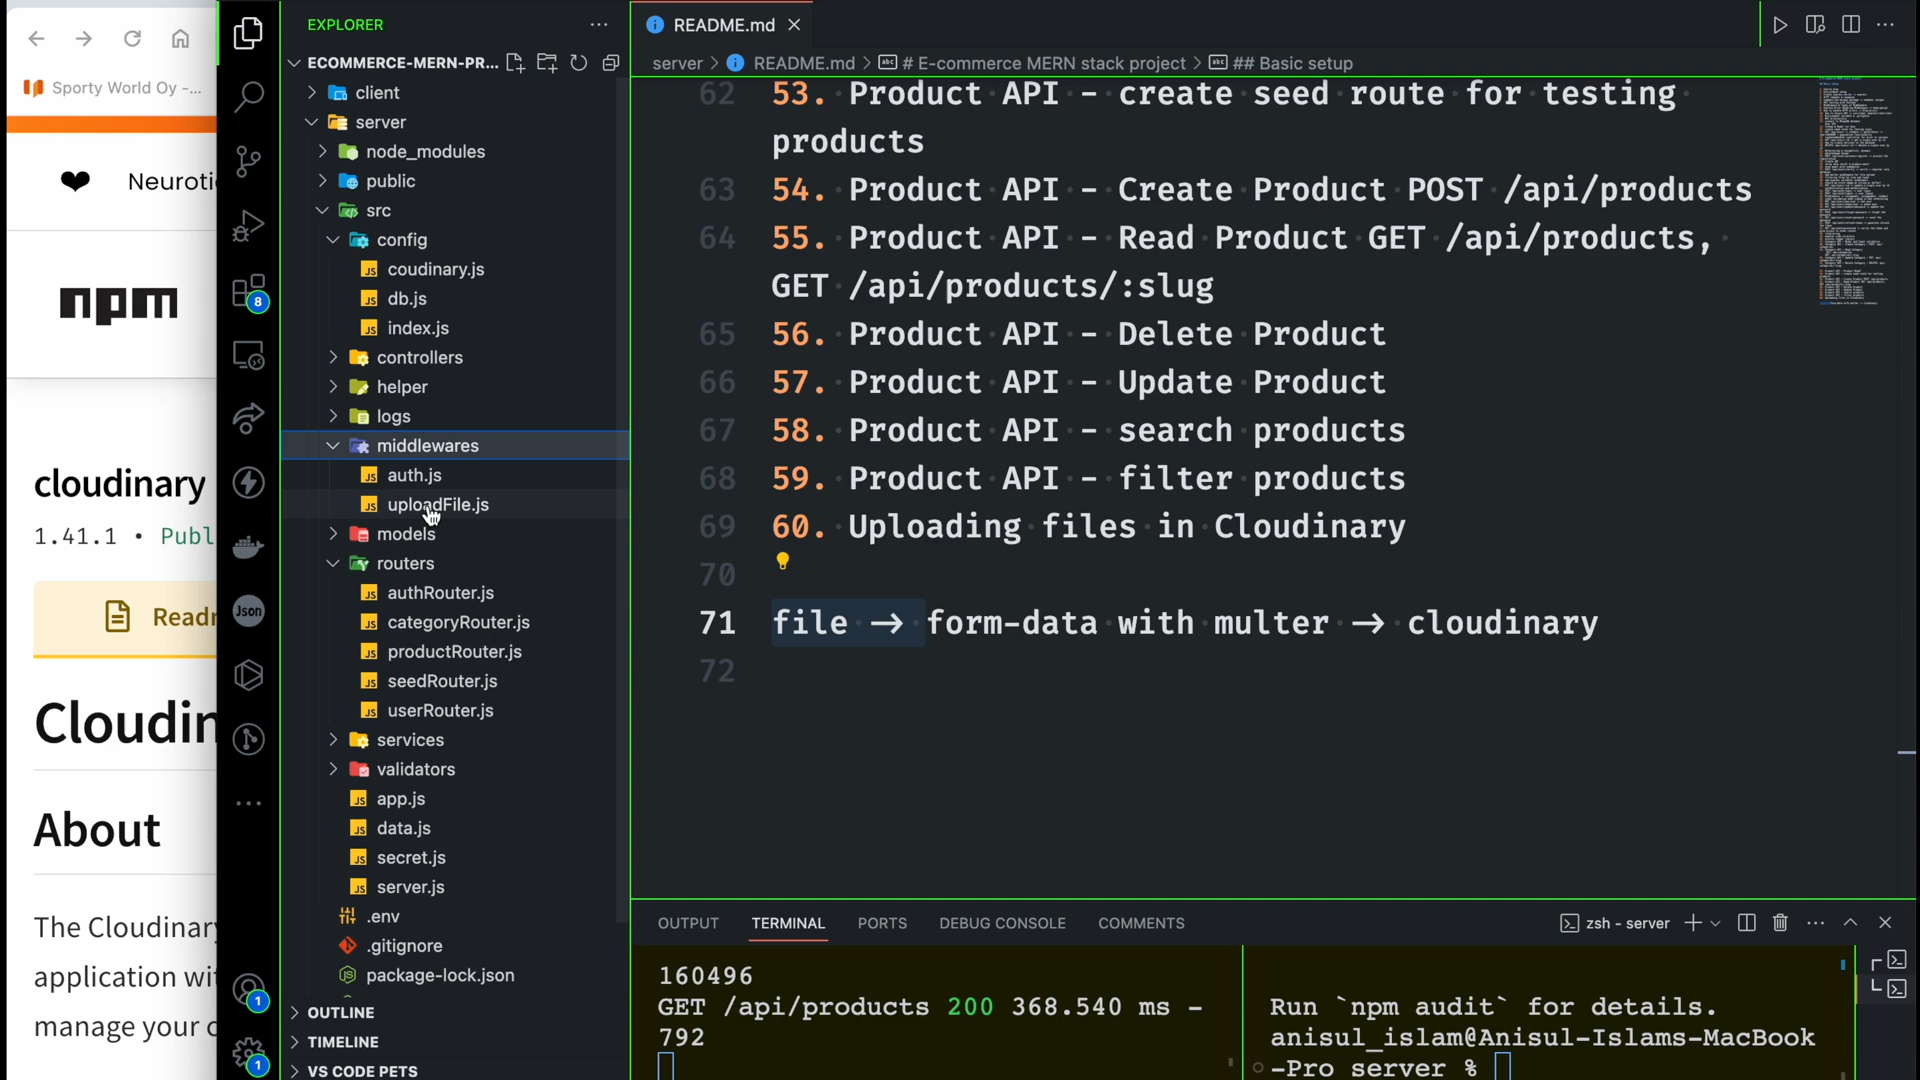 Sporty World Oy -...
❤ Neuroti
npm
cloudinary
1.41.1 • Publ
Readm
Cloudin
About
The Cloudinary
application wit
manage your c
8
Json
1
1
EXPLORER
ECOMMERCE-MERN-PR...
client
server
node_modules
public
src
config
coudinary.js
db.js
index.js
controllers
helper
logs
middlewares
auth.js
uploadFile.js
models
routers
authRouter.js
categoryRouter.js
productRouter.js
seedRouter.js
userRouter.js
services
validators
app.js
data.js
secret.js
server.js
.env
.gitignore
package-lock.json
OUTLINE
TIMELINE
VS CODE PETS
README.md
server > README.md > # E-commerce MERN stack project > ## Basic setup
62 53. Product API - create seed route for testing
products
63 54. Product API - Create Product POST /api/products
64 55. Product API - Read Product GET /api/products,
GET /api/products/:slug
65 56. Product API - Delete Product
66 57. Product API - Update Product
67 58. Product API - search products
68 59. Product API - filter products
69 60. Uploading files in Cloudinary
70
71 file → form-data with multer → cloudinary
72
OUTPUT TERMINAL PORTS DEBUG CONSOLE COMMENTS
zsh - server
160496
GET /api/products 200 368.540 ms -
792
Run `npm audit` for details.
anisul_islam@Anisul-Islams-MacBook
-Pro server %